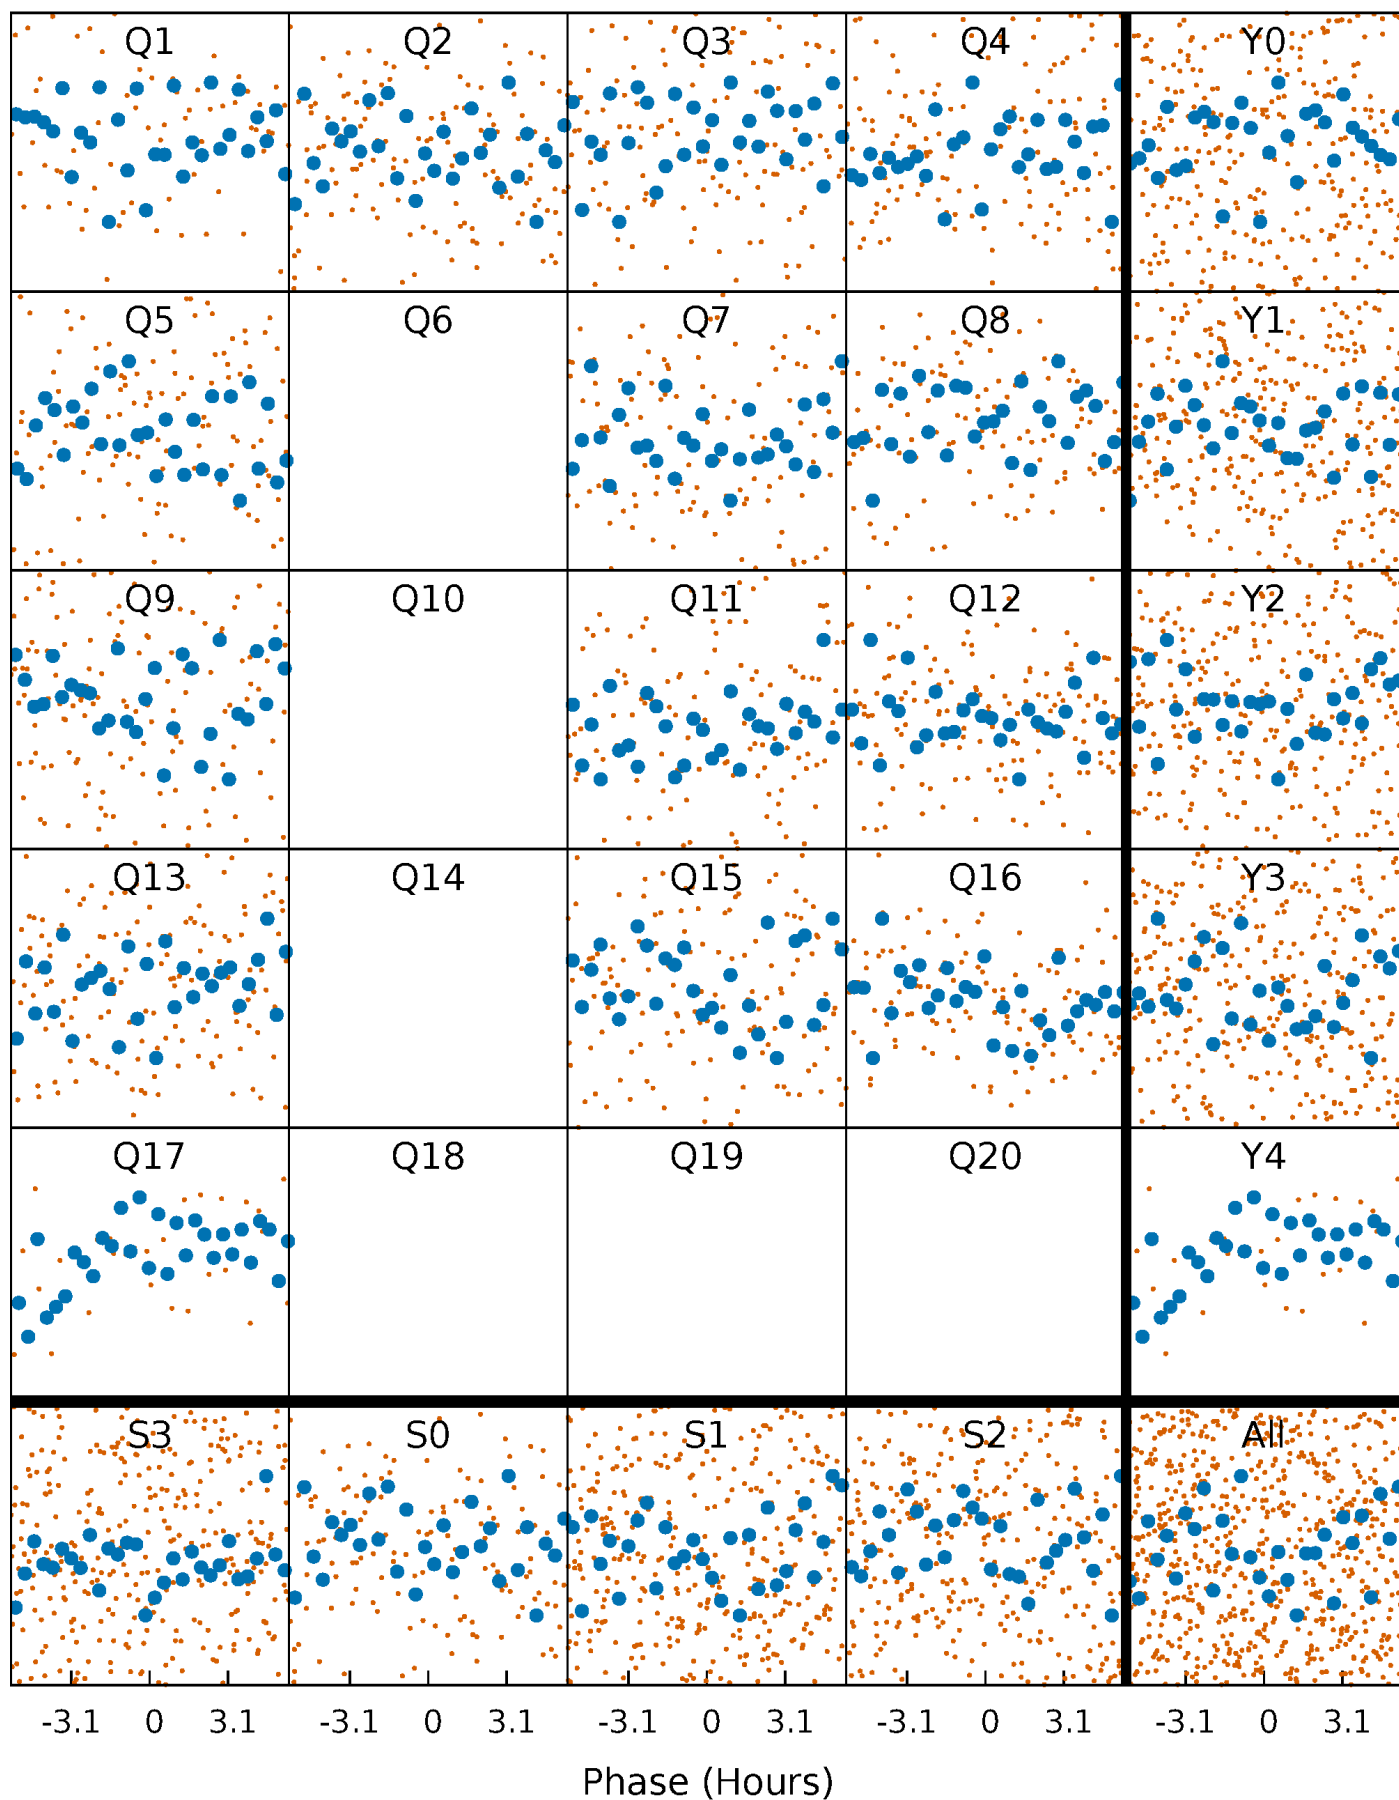 Q1 Q2 Q3 Q4 Y0
Q5 Q6 Q7 Q8 Y1
Q9 Q10 Q11 Q12 Y2
Q13 Q14 Q15 Q16 Y3
Q17 Q18 Q19 Q20 Y4
S3 S0 S1 S2 All
-3.1 0 3.1 -3.1 0 3.1 -3.1 0 3.1 -3.1 0 3.1 -3.1 0 3.1
Phase (Hours)